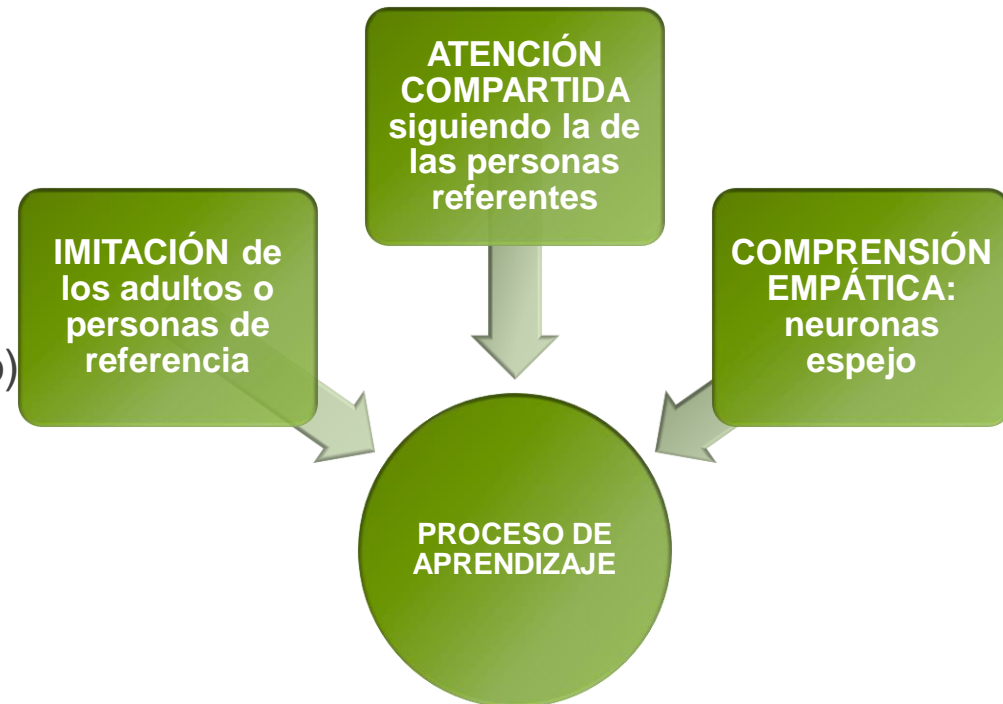 ATENCIÓN
COMPARTIDA
siguiendo la de
las personas
referentes
IMITACIÓN de
los adultos o
personas de
referencia
COMPRENSIÓN
EMPÁTICA:
neuronas
espejo
PROCESO DE
APRENDIZAJE